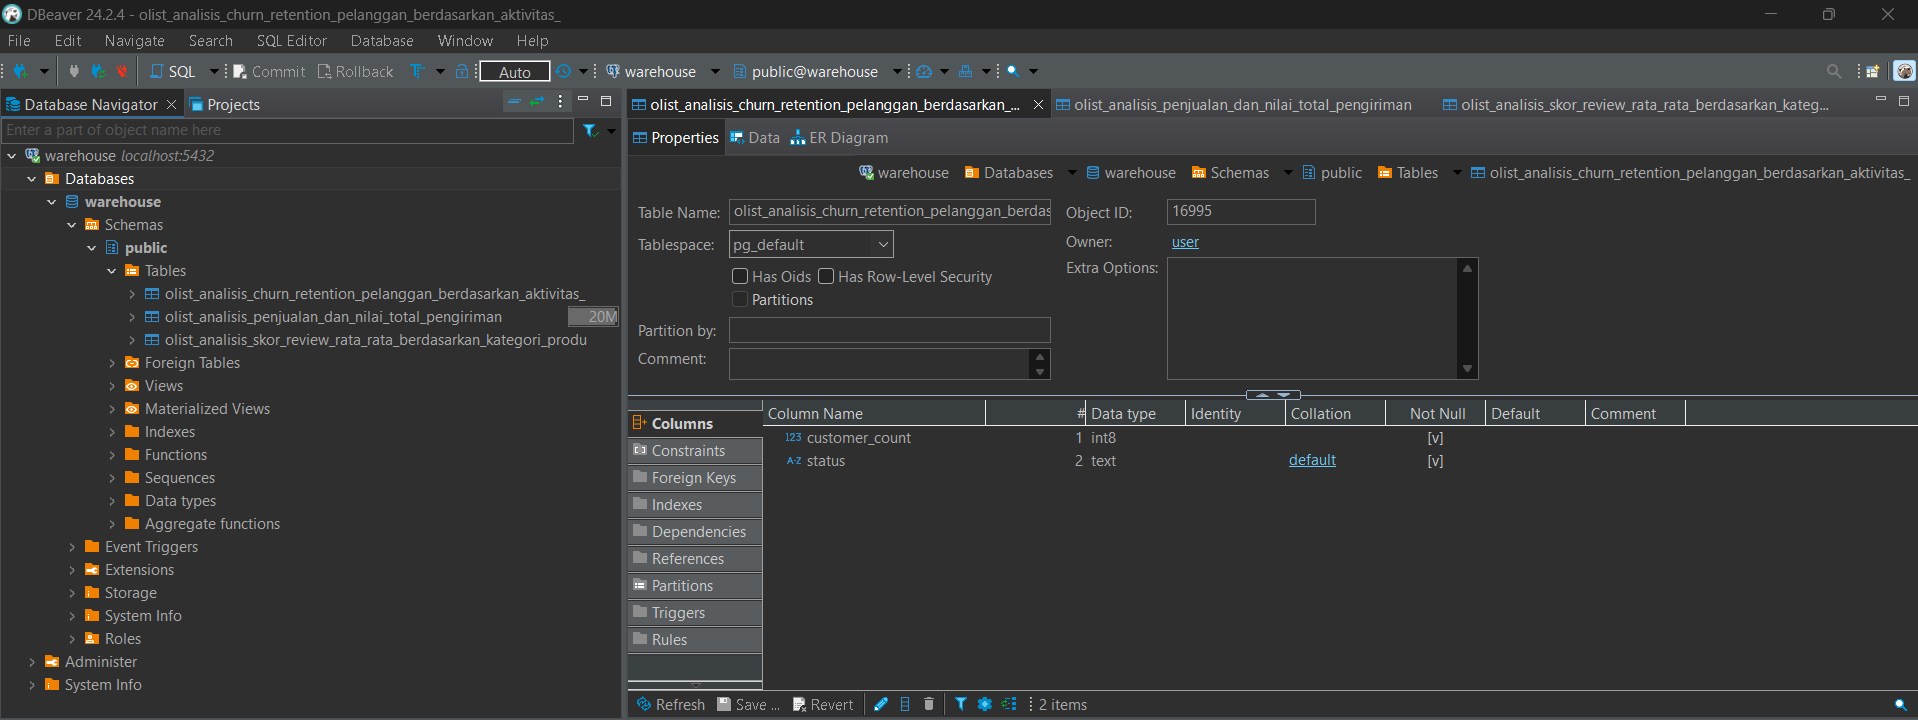 DBeaver 24.2.4 - olist_analisis_churn_retention_pelanggan_berdasarkan_aktivitas_
File Edit Navigate Search SQL Editor Database Window Help
SQL Commit Rollback Auto warehouse public@warehouse
Database Navigator Projects
Enter a part of object name here
warehouse localhost:5432
Databases
warehouse
Schemas
public
Tables
olist_analisis_churn_retention_pelanggan_berdasarkan_aktivitas_
olist_analisis_penjualan_dan_nilai_total_pengiriman 20M
olist_analisis_skor_review_rata_rata_berdasarkan_kategori_produ
Foreign Tables
Views
Materialized Views
Indexes
Functions
Sequences
Data types
Aggregate functions
Event Triggers
Extensions
Storage
System Info
Roles
Administer
System Info
olist_analisis_churn_retention_pelanggan_berdasarkan_... olist_analisis_penjualan_dan_nilai_total_pengiriman olist_analisis_skor_review_rata_rata_berdasarkan_kateg...
Properties Data ER Diagram
warehouse Databases warehouse Schemas public Tables olist_analisis_churn_retention_pelanggan_berdasarkan_aktivitas_
Table Name: olist_analisis_churn_retention_pelanggan_berdas Object ID: 16995
Tablespace: pg_default Owner: user
Has Oids Has Row-Level Security Extra Options:
Partitions
Partition by:
Comment:
Columns
Constraints
Foreign Keys
Indexes
Dependencies
References
Partitions
Triggers
Rules
Column Name # Data type Identity Collation Not Null Default Comment
123 customer_count 1 int8 [v]
A-Z status 2 text default [v]
Refresh Save ... Revert 2 items